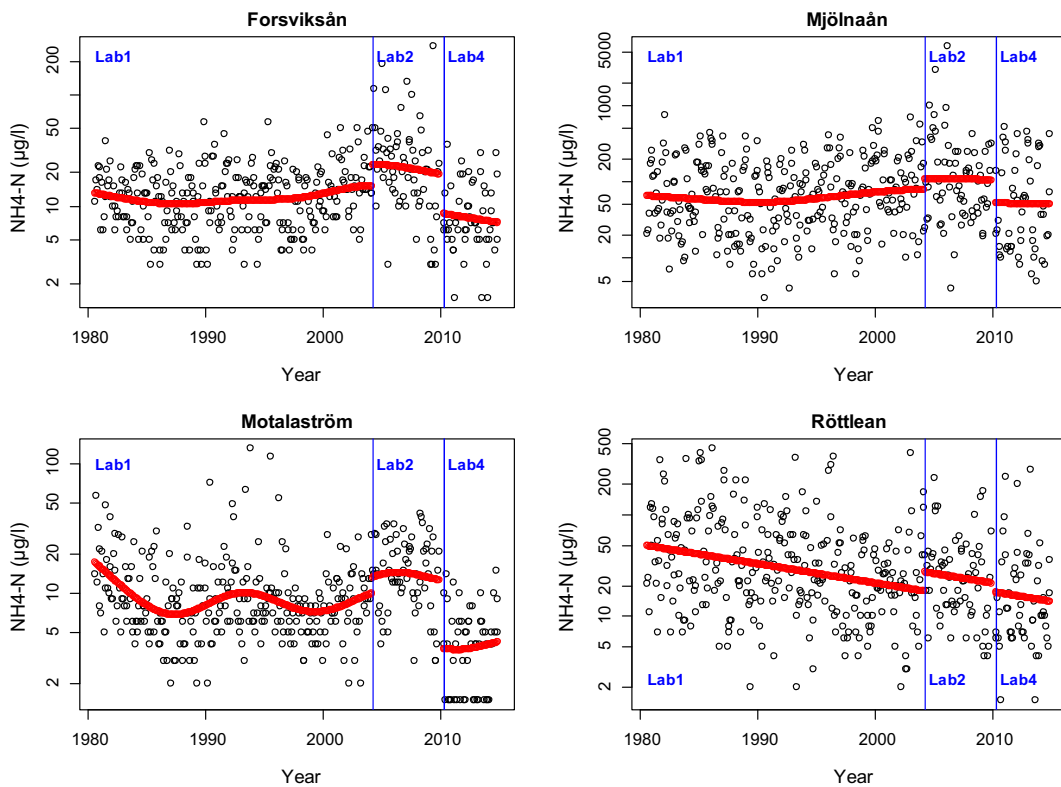 Forsviksån
NH4-N (µg/l)
200
50
20
10
5
2
Lab1
Lab2
Lab4
1980
1990
2000
2010
Year
Mjölnaån
NH4-N (µg/l)
5000
1000
200
50
20
5
Lab1
Lab2
Lab4
1980
1990
2000
2010
Year
Motalaström
NH4-N (µg/l)
100
50
20
10
5
2
Lab1
Lab2
Lab4
1980
1990
2000
2010
Year
Röttlean
NH4-N (µg/l)
500
200
50
20
10
5
2
Lab1
Lab2
Lab4
1980
1990
2000
2010
Year